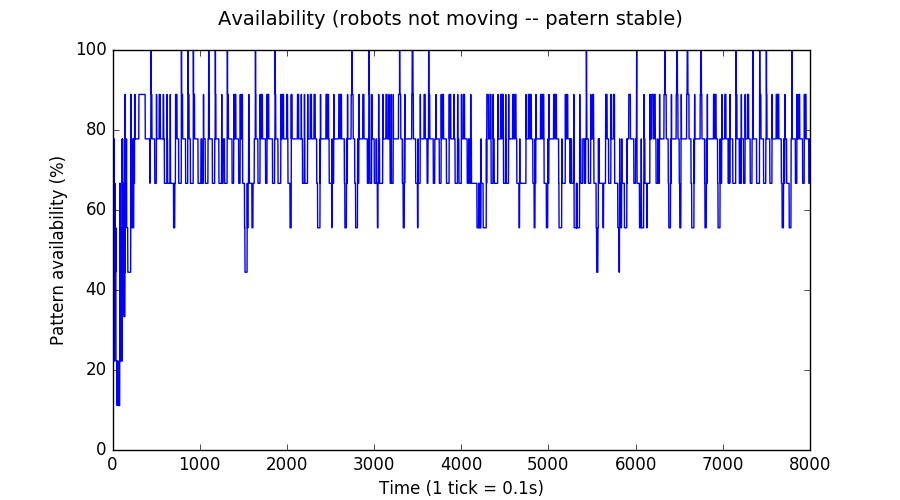 Availability (robots not moving -- patern stable)
100
80
60
40
20
0
Pattern availability (%)
0 1000 2000 3000 4000 5000 6000 7000 8000
Time (1 tick = 0.1s)